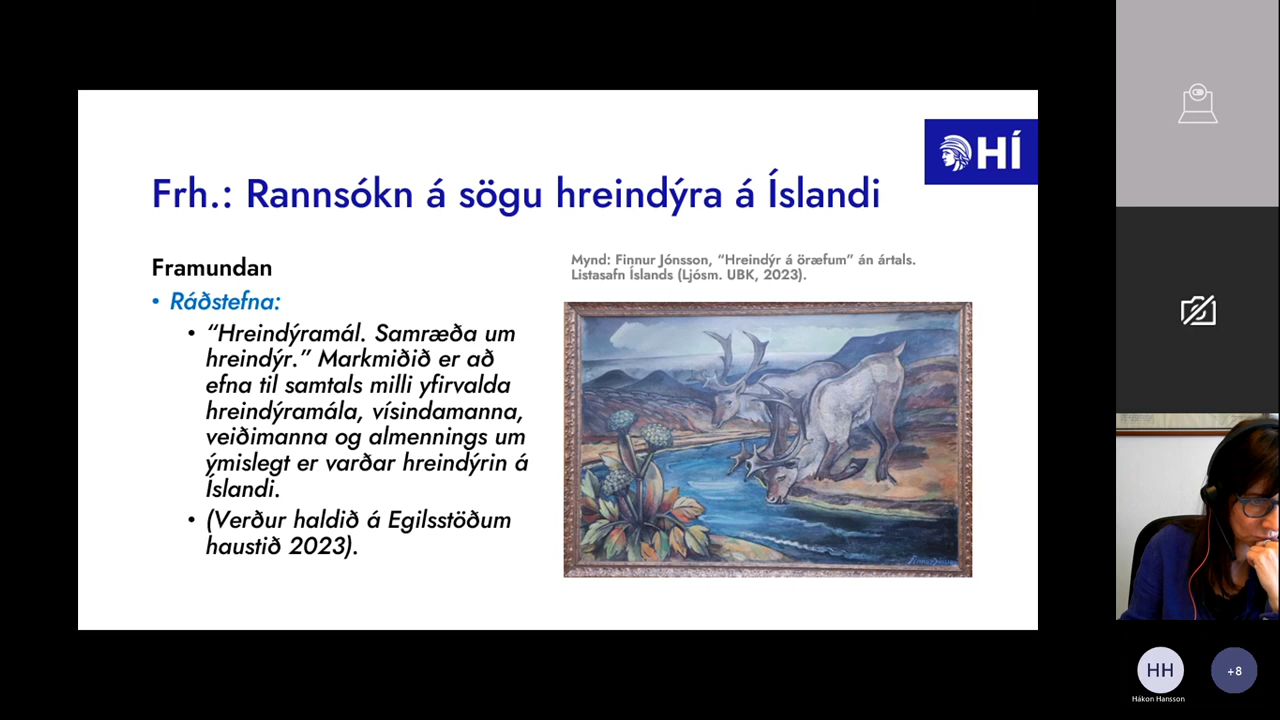 HÍ
Frh.: Rannsókn á sögu hreindýra á Íslandi
Framundan
• Ráðstefna:
• “Hreindýramál. Samræða um
hreindýr.” Markmiðið er að
efna til samtals milli yfirvalda
hreindýramála, vísindamanna,
veiðimanna og almennings um
ýmislegt er varðar hreindýrin á
Íslandi.
• (Verður haldið á Egilsstöðum
haustið 2023).
Mynd: Finnur Jónsson, “Hreindýr á öræfum” án ártals.
Listasafn Íslands (Ljósm. UBK, 2023).
HH
+8
Hákon Hansson